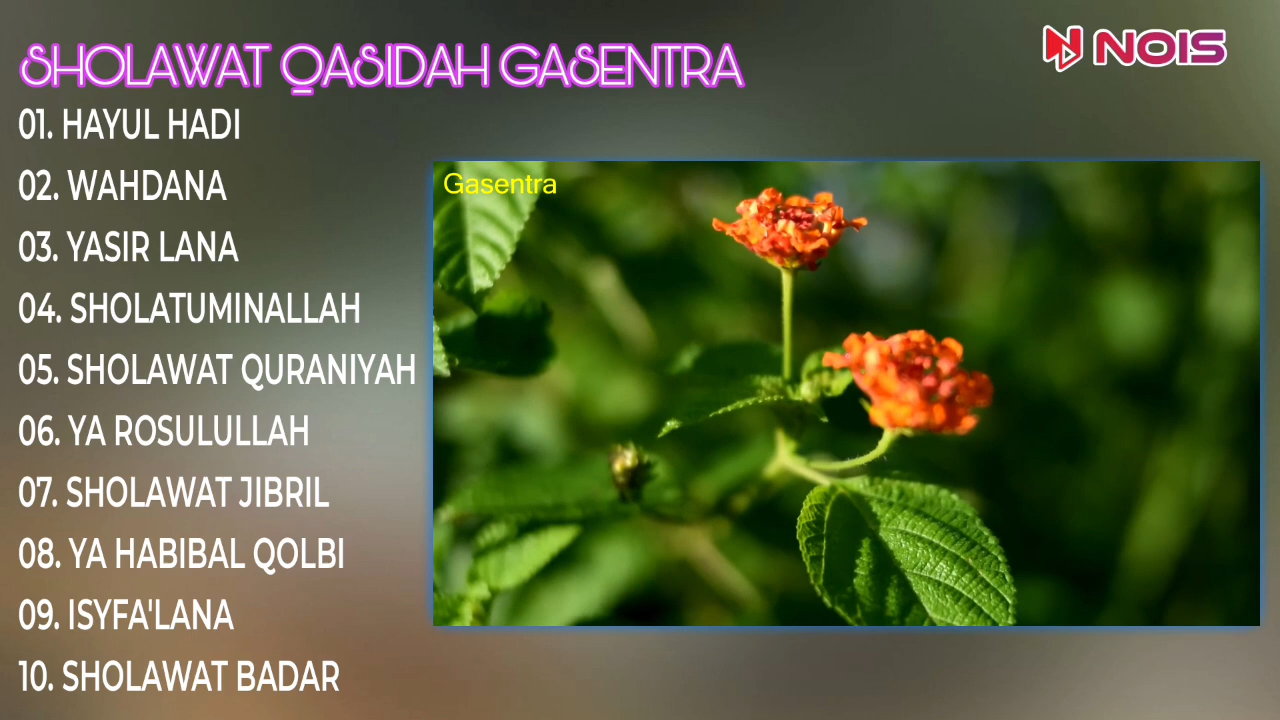 SHOLAWAT QASIDAH GASENTRA
NOIS
01. HAYUL HADI
02. WAHDANA
03. YASIR LANA
04. SHOLATUMINALLAH
05. SHOLAWAT QURANIYAH
06. YA ROSULULLAH
07. SHOLAWAT JIBRIL
08. YA HABIBAL QOLBI
09. ISYFA'LANA
10. SHOLAWAT BADAR
Gasentra